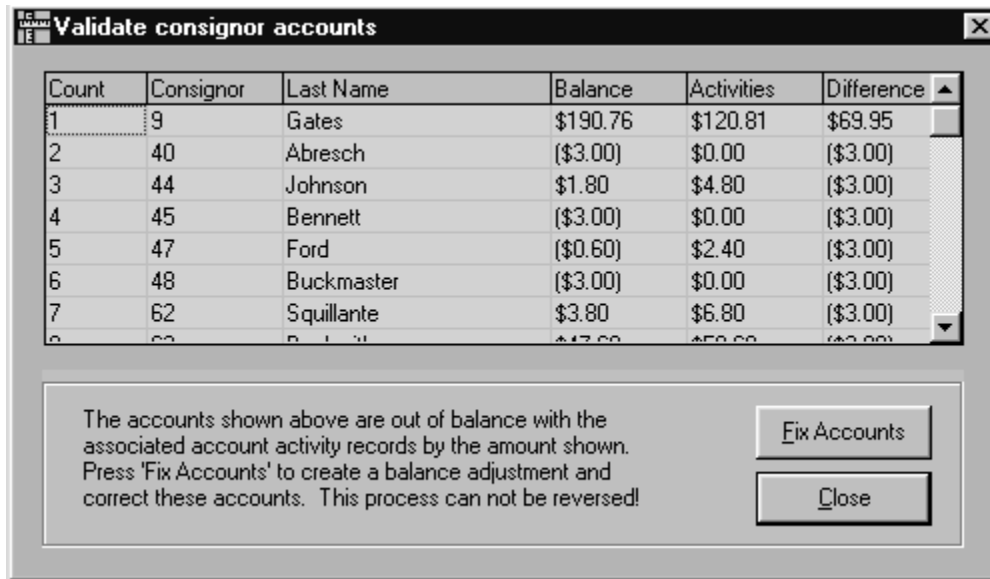 Validate consignor accounts
Count Consignor Last Name Balance Activities Difference
1 9 Gates $190.76 $120.81 $69.95
2 40 Abresch ($3.00) $0.00 ($3.00)
3 44 Johnson $1.80 $4.80 ($3.00)
4 45 Bennett ($3.00) $0.00 ($3.00)
5 47 Ford ($0.60) $2.40 ($3.00)
6 48 Buckmaster ($3.00) $0.00 ($3.00)
7 62 Squillante $3.80 $6.80 ($3.00)
The accounts shown above are out of balance with the
associated account activity records by the amount shown.
Press 'Fix Accounts' to create a balance adjustment and
correct these accounts.  This process can not be reversed!
Fix Accounts
Close